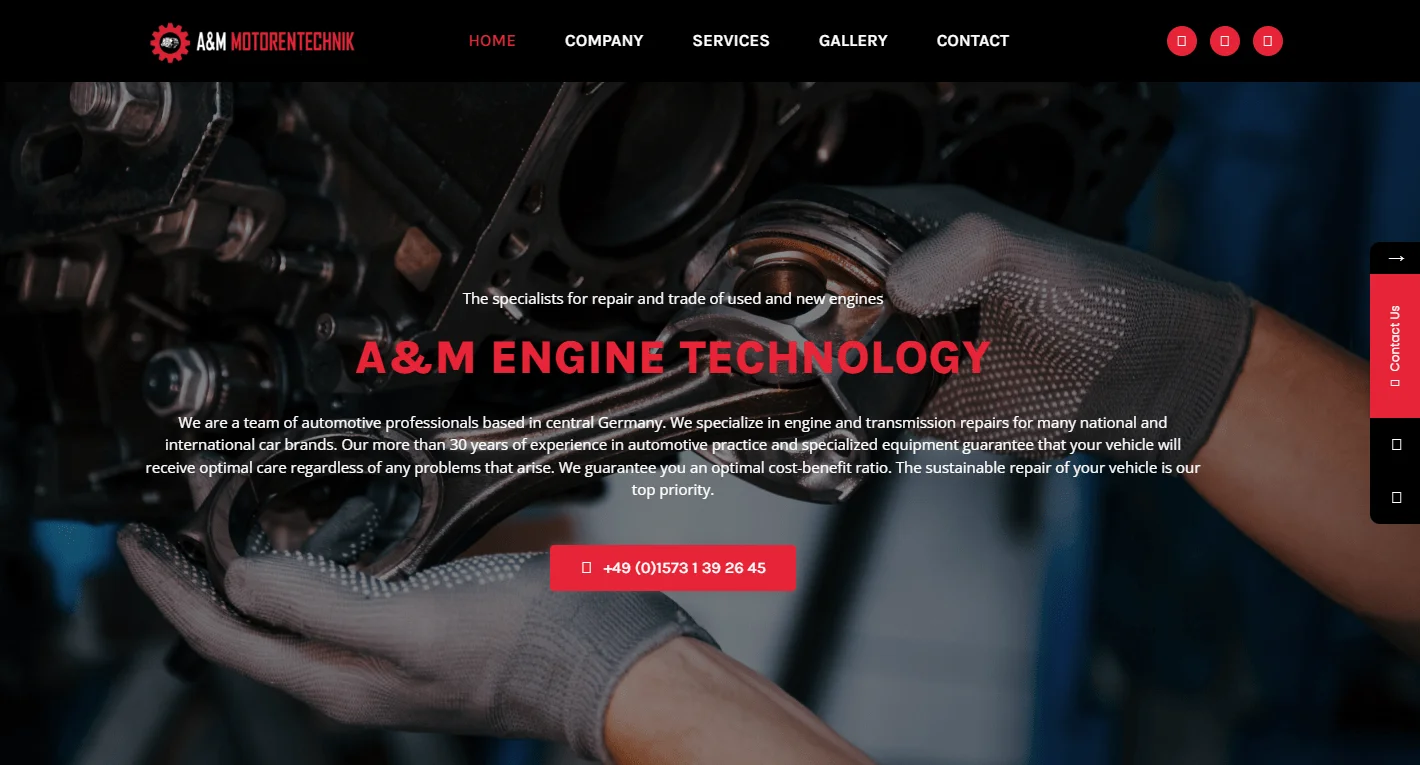 A&M MOTORENTECHNIK
HOME
COMPANY
SERVICES
GALLERY
CONTACT
→
Contact Us
The specialists for repair and trade of used and new engines
A&M ENGINE TECHNOLOGY
We are a team of automotive professionals based in central Germany. We specialize in engine and transmission repairs for many national and
international car brands. Our more than 30 years of experience in automotive practice and specialized equipment guarantee that your vehicle will
receive optimal care regardless of any problems that arise. We guarantee you an optimal cost-benefit ratio. The sustainable repair of your vehicle is our
top priority.
+49 (0)1573 1 39 26 45